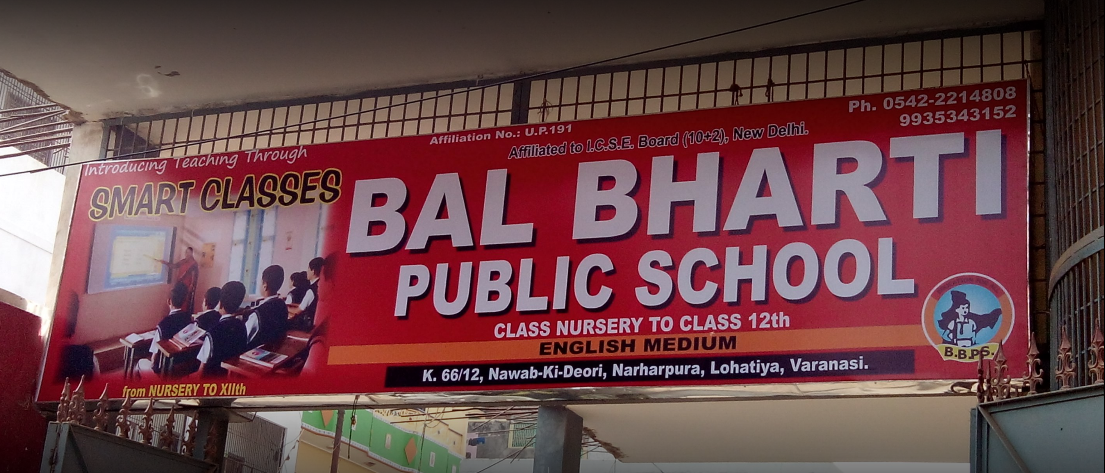 Ph. 0542-2214808
9935343152
Affiliation No.: U.P.191
Affiliated to I.C.S.E. Board (10+2), New Delhi.
Introducing Teaching Through
SMART CLASSES
BAL BHARTI
PUBLIC SCHOOL
CLASS NURSERY TO CLASS 12th
ENGLISH MEDIUM
K. 66/12, Nawab-Ki-Deori, Narharpura, Lohatiya, Varanasi.
from NURSERY TO XIIth
B.B.P.S.